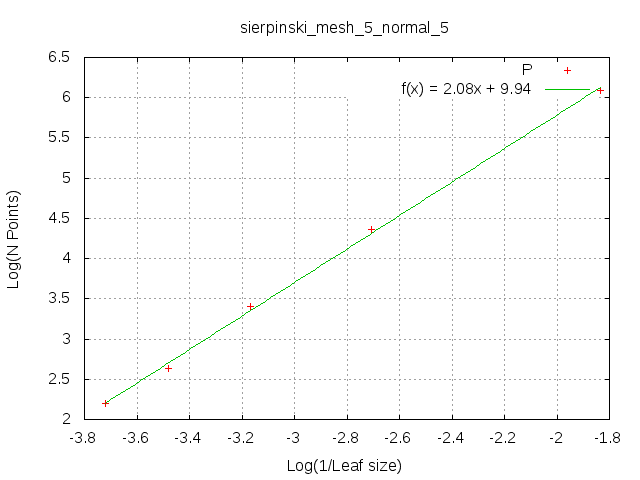 sierpinski_mesh_5_normal_5
P
f(x) = 2.08x + 9.94
6.5
6
5.5
5
4.5
4
3.5
3
2.5
2
Log(N Points)
-3.8 -3.6 -3.4 -3.2 -3 -2.8 -2.6 -2.4 -2.2 -2 -1.8
Log(1/Leaf size)